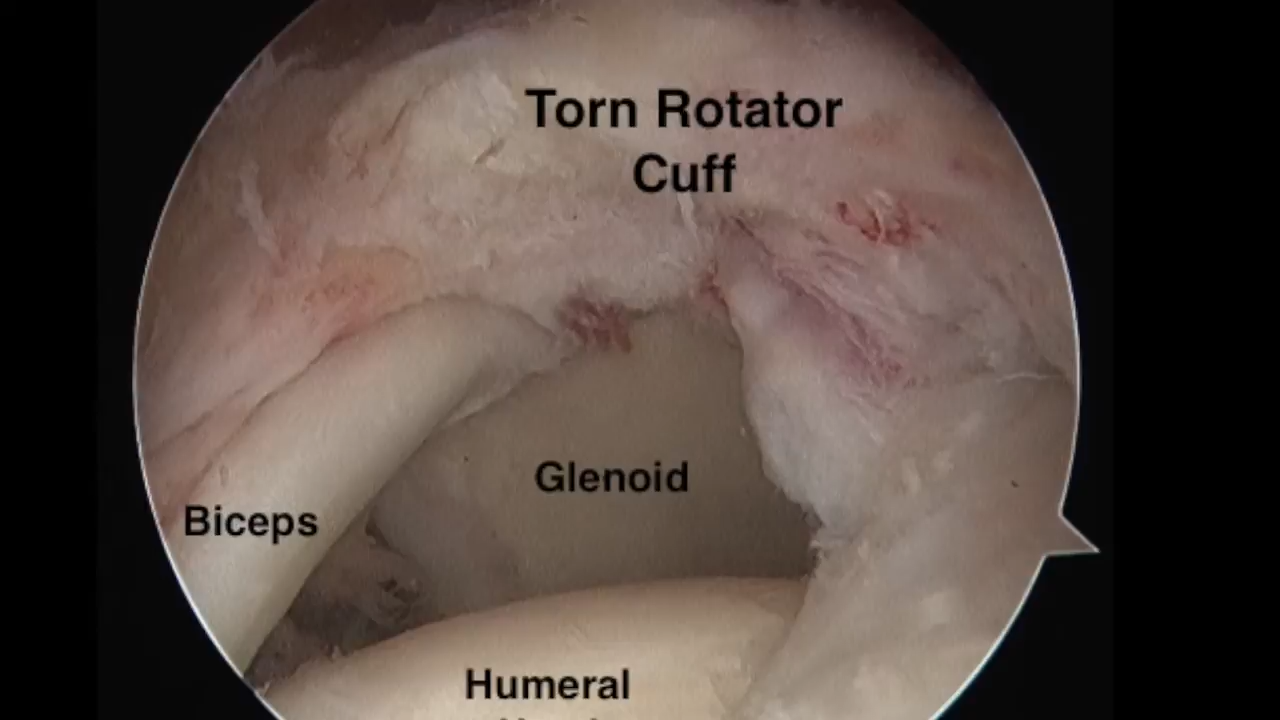 Torn Rotator
Cuff
Glenoid
Biceps
Humeral